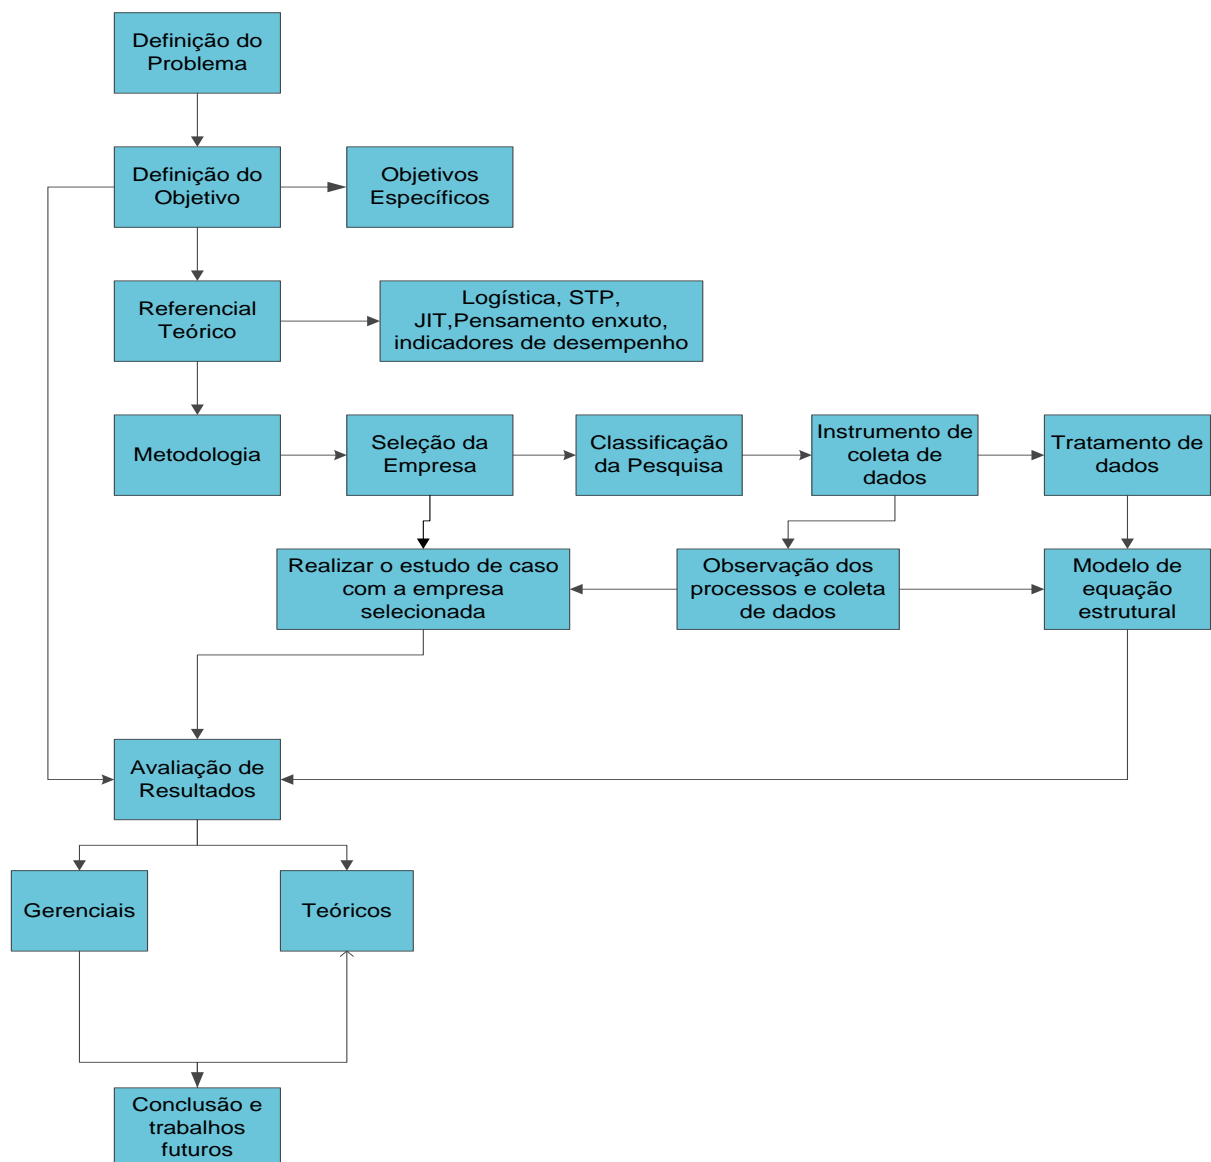 Definição do
Problema
Definição do
Objetivo
Objetivos
Específicos
Referencial
Teórico
Logística, STP,
JIT,Pensamento enxuto,
indicadores de desempenho
Metodologia
Seleção da
Empresa
Classificação
da Pesquisa
Instrumento de
coleta de
dados
Tratamento de
dados
Realizar o estudo de caso
com a empresa
selecionada
Observação dos
processos e coleta
de dados
Modelo de
equação
estrutural
Avaliação de
Resultados
Gerenciais
Teóricos
Conclusão e
trabalhos
futuros